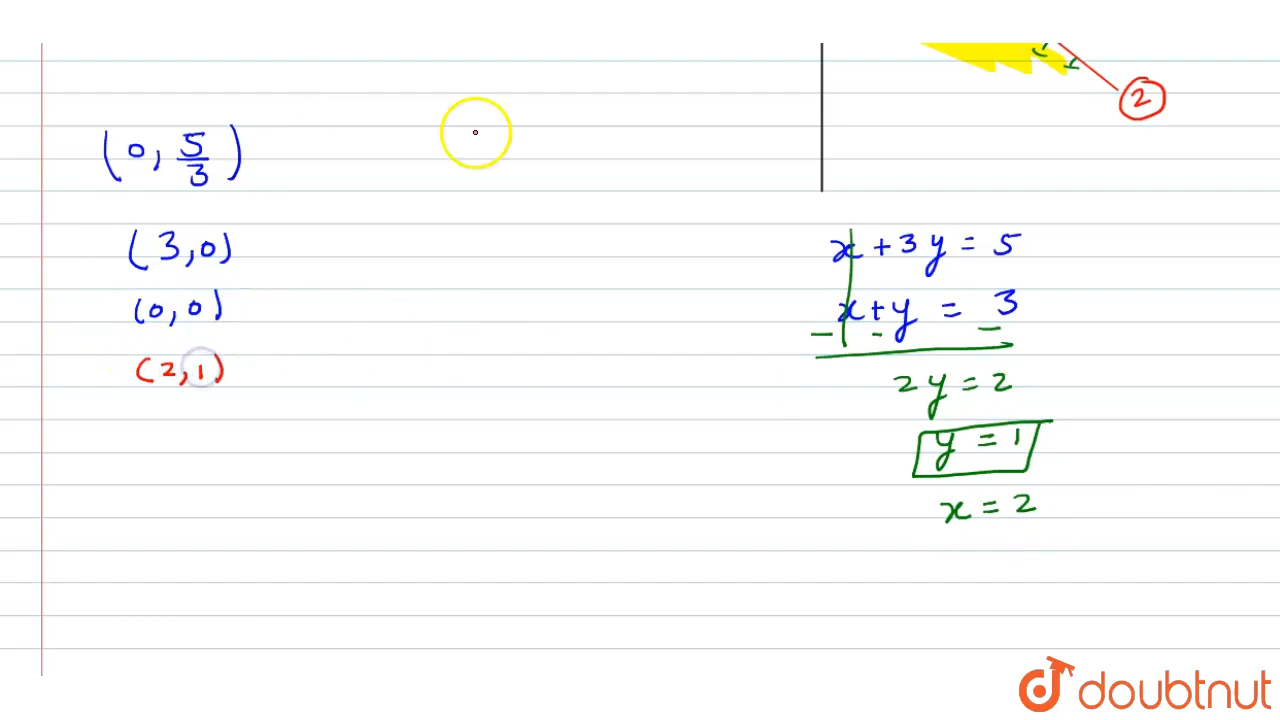 2
(0, 5/3)
(3,0)
(0,0)
(2,1)
x + 3y = 5
x + y = 3
- - -
2y = 2
y = 1
x = 2
doubtnut